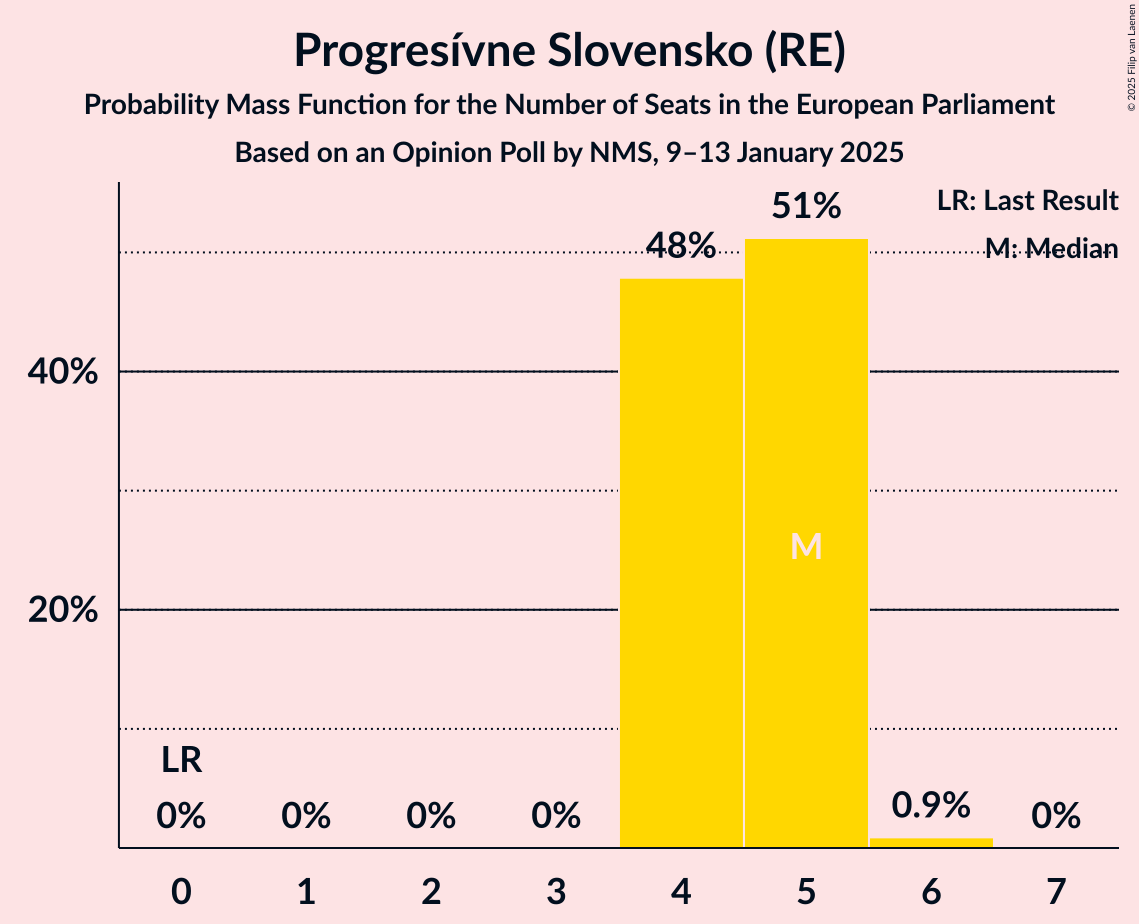 Progresívne Slovensko (RE)
Probability Mass Function for the Number of Seats in the European Parliament
Based on an Opinion Poll by NMS, 9–13 January 2025
© 2025 Filip van Laenen
LR: Last Result
M: Median
51%
48%
40%
20%
M
LR
0%
0%
0%
0%
0.9%
0%
0
1
2
3
4
5
6
7